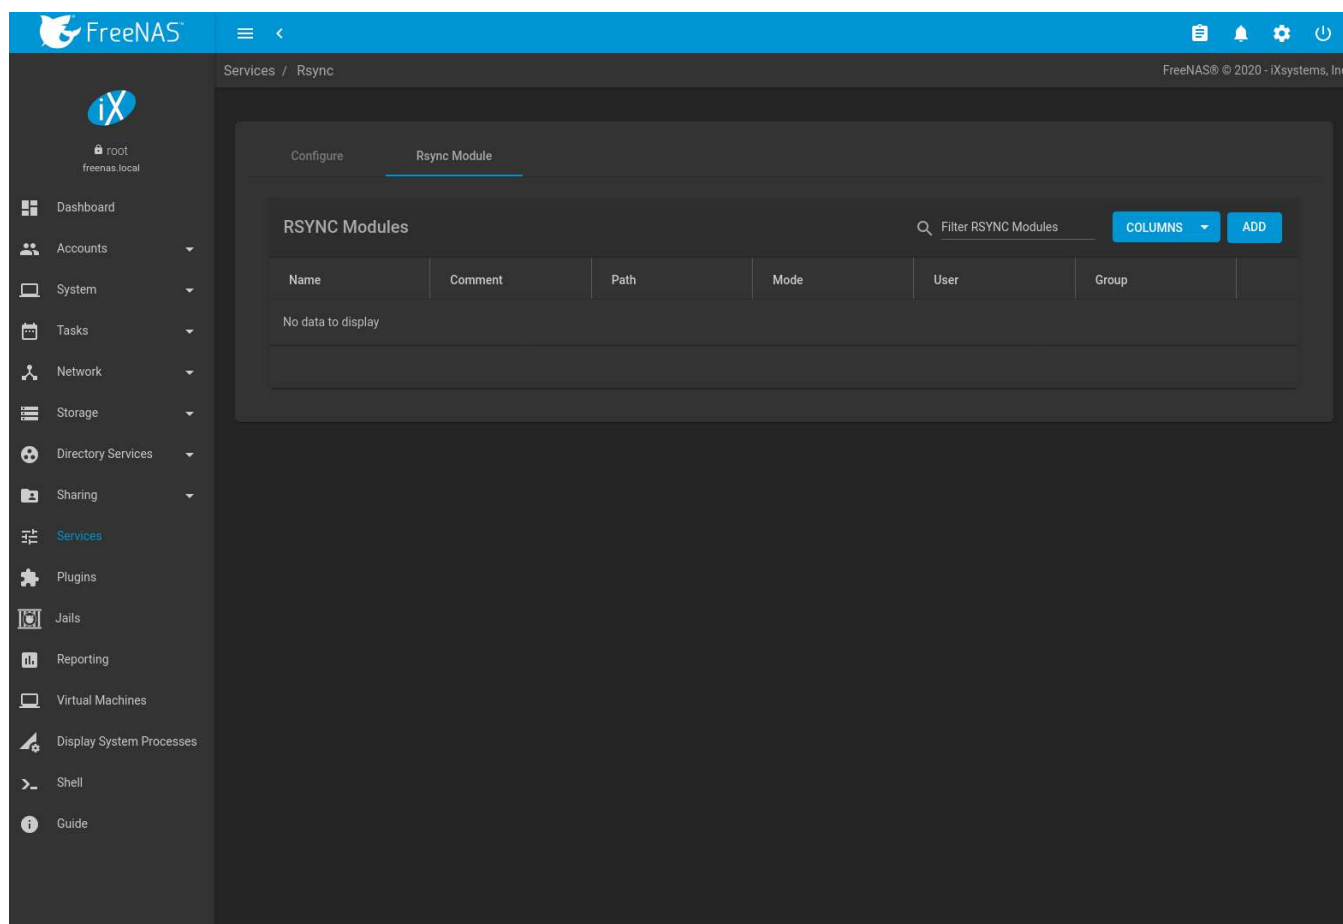 FreeNAS™
Services / Rsync
FreeNAS® © 2020 - iXsystems, Inc
iX
root
freenas.local
Dashboard
Accounts
System
Tasks
Network
Storage
Directory Services
Sharing
Services
Plugins
Jails
Reporting
Virtual Machines
Display System Processes
Shell
Guide
Configure
Rsync Module
RSYNC Modules
Filter RSYNC Modules
COLUMNS
ADD
Name Comment Path Mode User Group
No data to display